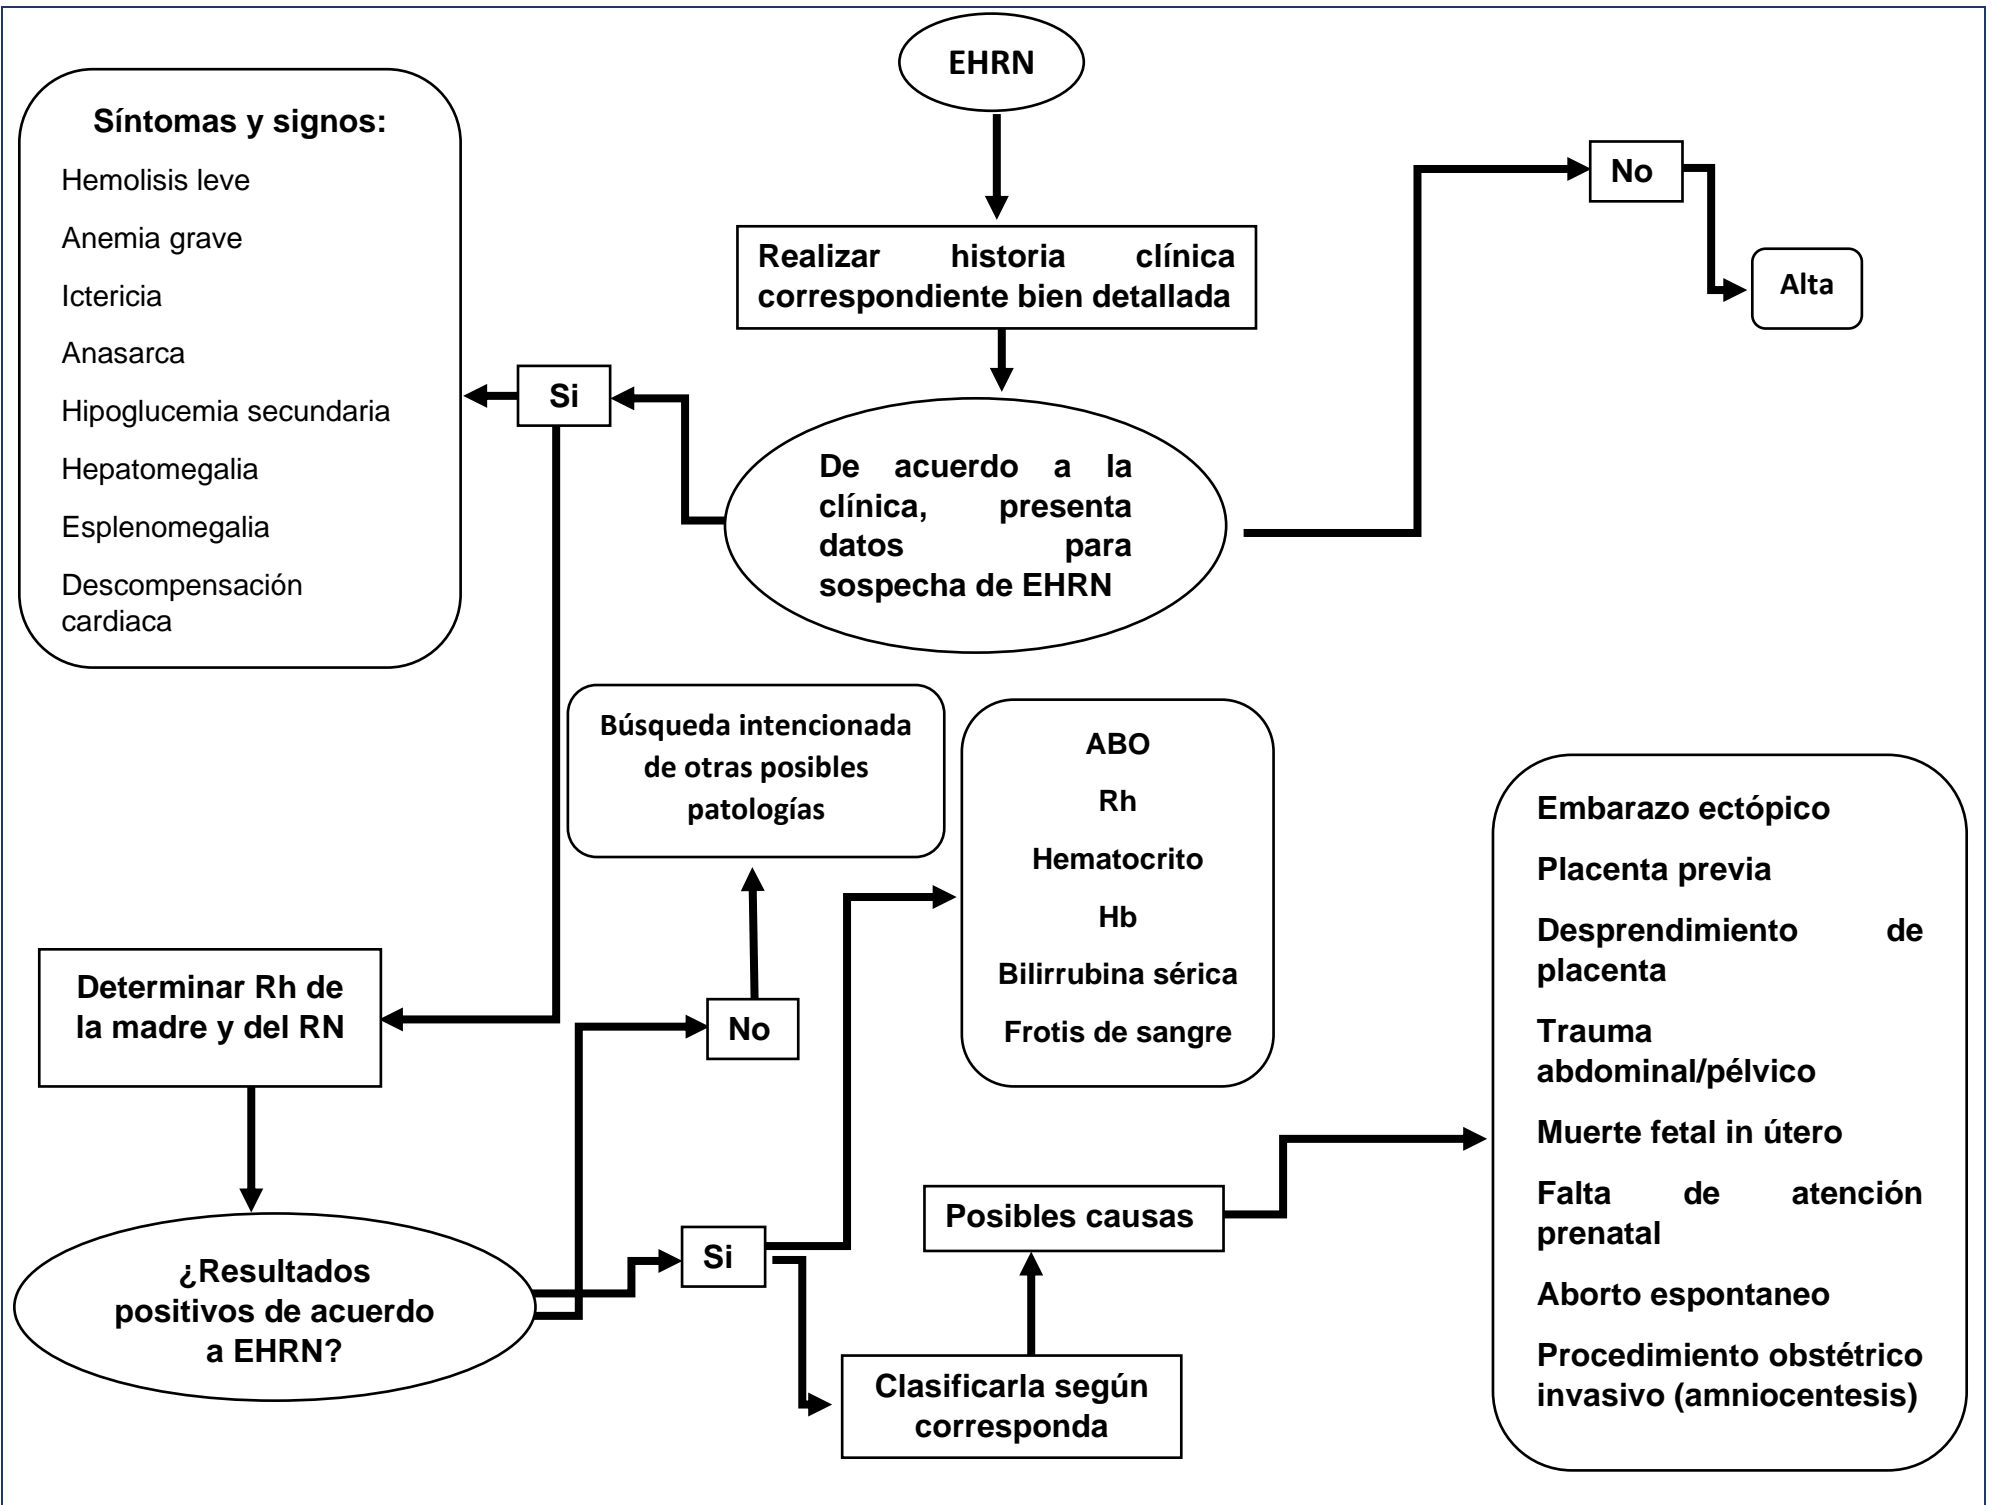 EHRN
Síntomas y signos:
Hemolisis leve
Anemia grave
Ictericia
Anasarca
Hipoglucemia secundaria
Hepatomegalia
Esplenomegalia
Descompensación
cardiaca
No
Alta
Realizar historia clínica
correspondiente bien detallada
Si
De acuerdo a la
clínica, presenta
datos para
sospecha de EHRN
Búsqueda intencionada
de otras posibles
patologías
ABO
Rh
Hematocrito
Hb
Bilirrubina sérica
Frotis de sangre
Embarazo ectópico
Placenta previa
Desprendimiento de
placenta
Trauma
abdominal/pélvico
Muerte fetal in útero
Falta de atención
prenatal
Aborto espontaneo
Procedimiento obstétrico
invasivo (amniocentesis)
Determinar Rh de
la madre y del RN
No
Posibles causas
Si
¿Resultados
positivos de acuerdo
a EHRN?
Clasificarla según
corresponda